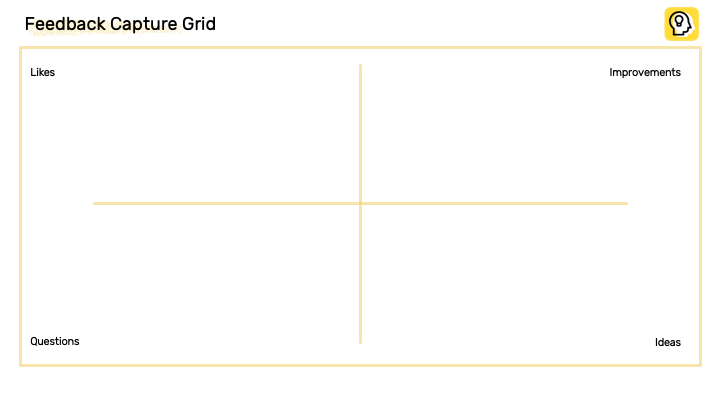 Feedback Capture Grid
Likes
Improvements
Questions
Ideas